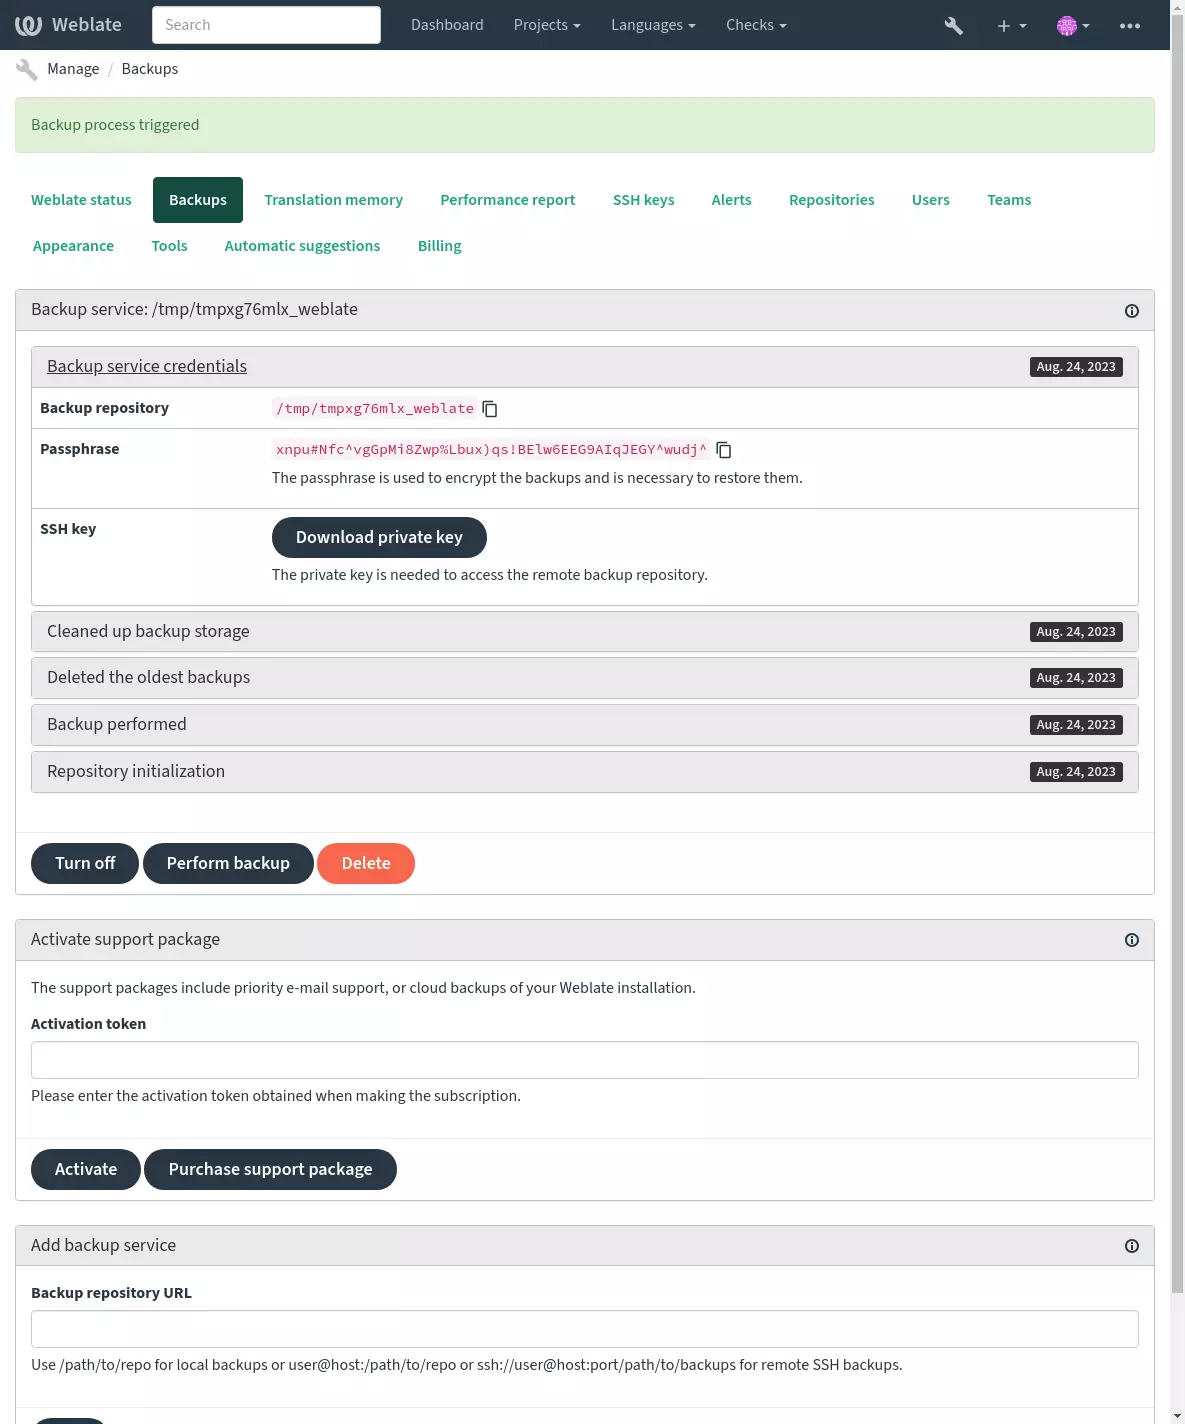 Weblate
Search
Dashboard
Projects
Languages
Checks
Manage / Backups
Backup process triggered
Weblate status
Backups
Translation memory
Performance report
SSH keys
Alerts
Repositories
Users
Teams
Appearance
Tools
Automatic suggestions
Billing
Backup service: /tmp/tmpxg76mlx_weblate
Backup service credentials
Aug. 24, 2023
Backup repository
/tmp/tmpxg76mlx_weblate
Passphrase
xnpu#Nfc^vgGpMi8Zwp%Lbux)qs!BElw6EEG9AIqJEGY^wudj^
The passphrase is used to encrypt the backups and is necessary to restore them.
SSH key
Download private key
The private key is needed to access the remote backup repository.
Cleaned up backup storage
Aug. 24, 2023
Deleted the oldest backups
Aug. 24, 2023
Backup performed
Aug. 24, 2023
Repository initialization
Aug. 24, 2023
Turn off
Perform backup
Delete
Activate support package
The support packages include priority e-mail support, or cloud backups of your Weblate installation.
Activation token
Please enter the activation token obtained when making the subscription.
Activate
Purchase support package
Add backup service
Backup repository URL
Use /path/to/repo for local backups or user@host:/path/to/repo or ssh://user@host:port/path/to/backups for remote SSH backups.